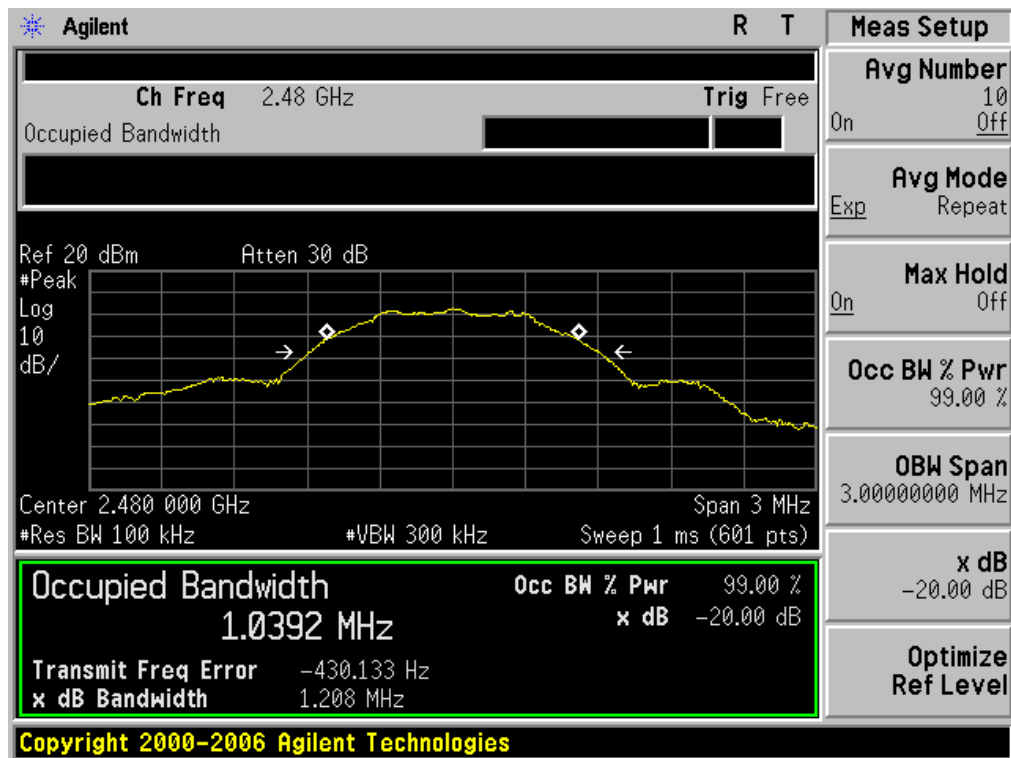 Agilent R T
Ch Freq 2.48 GHz Trig Free
Occupied Bandwidth
Ref 20 dBm Atten 30 dB
#Peak
Log
10
dB/
Center 2.480 000 GHz Span 3 MHz
#Res BW 100 kHz #VBW 300 kHz Sweep 1 ms (601 pts)
Occupied Bandwidth Occ BW % Pwr 99.00 %
1.0392 MHz x dB -20.00 dB
Transmit Freq Error -430.133 Hz
x dB Bandwidth 1.208 MHz
Copyright 2000-2006 Agilent Technologies
Meas Setup
Avg Number
10
On Off
Avg Mode
Exp Repeat
Max Hold
On Off
Occ BW % Pwr
99.00 %
OBW Span
3.00000000 MHz
x dB
-20.00 dB
Optimize
Ref Level